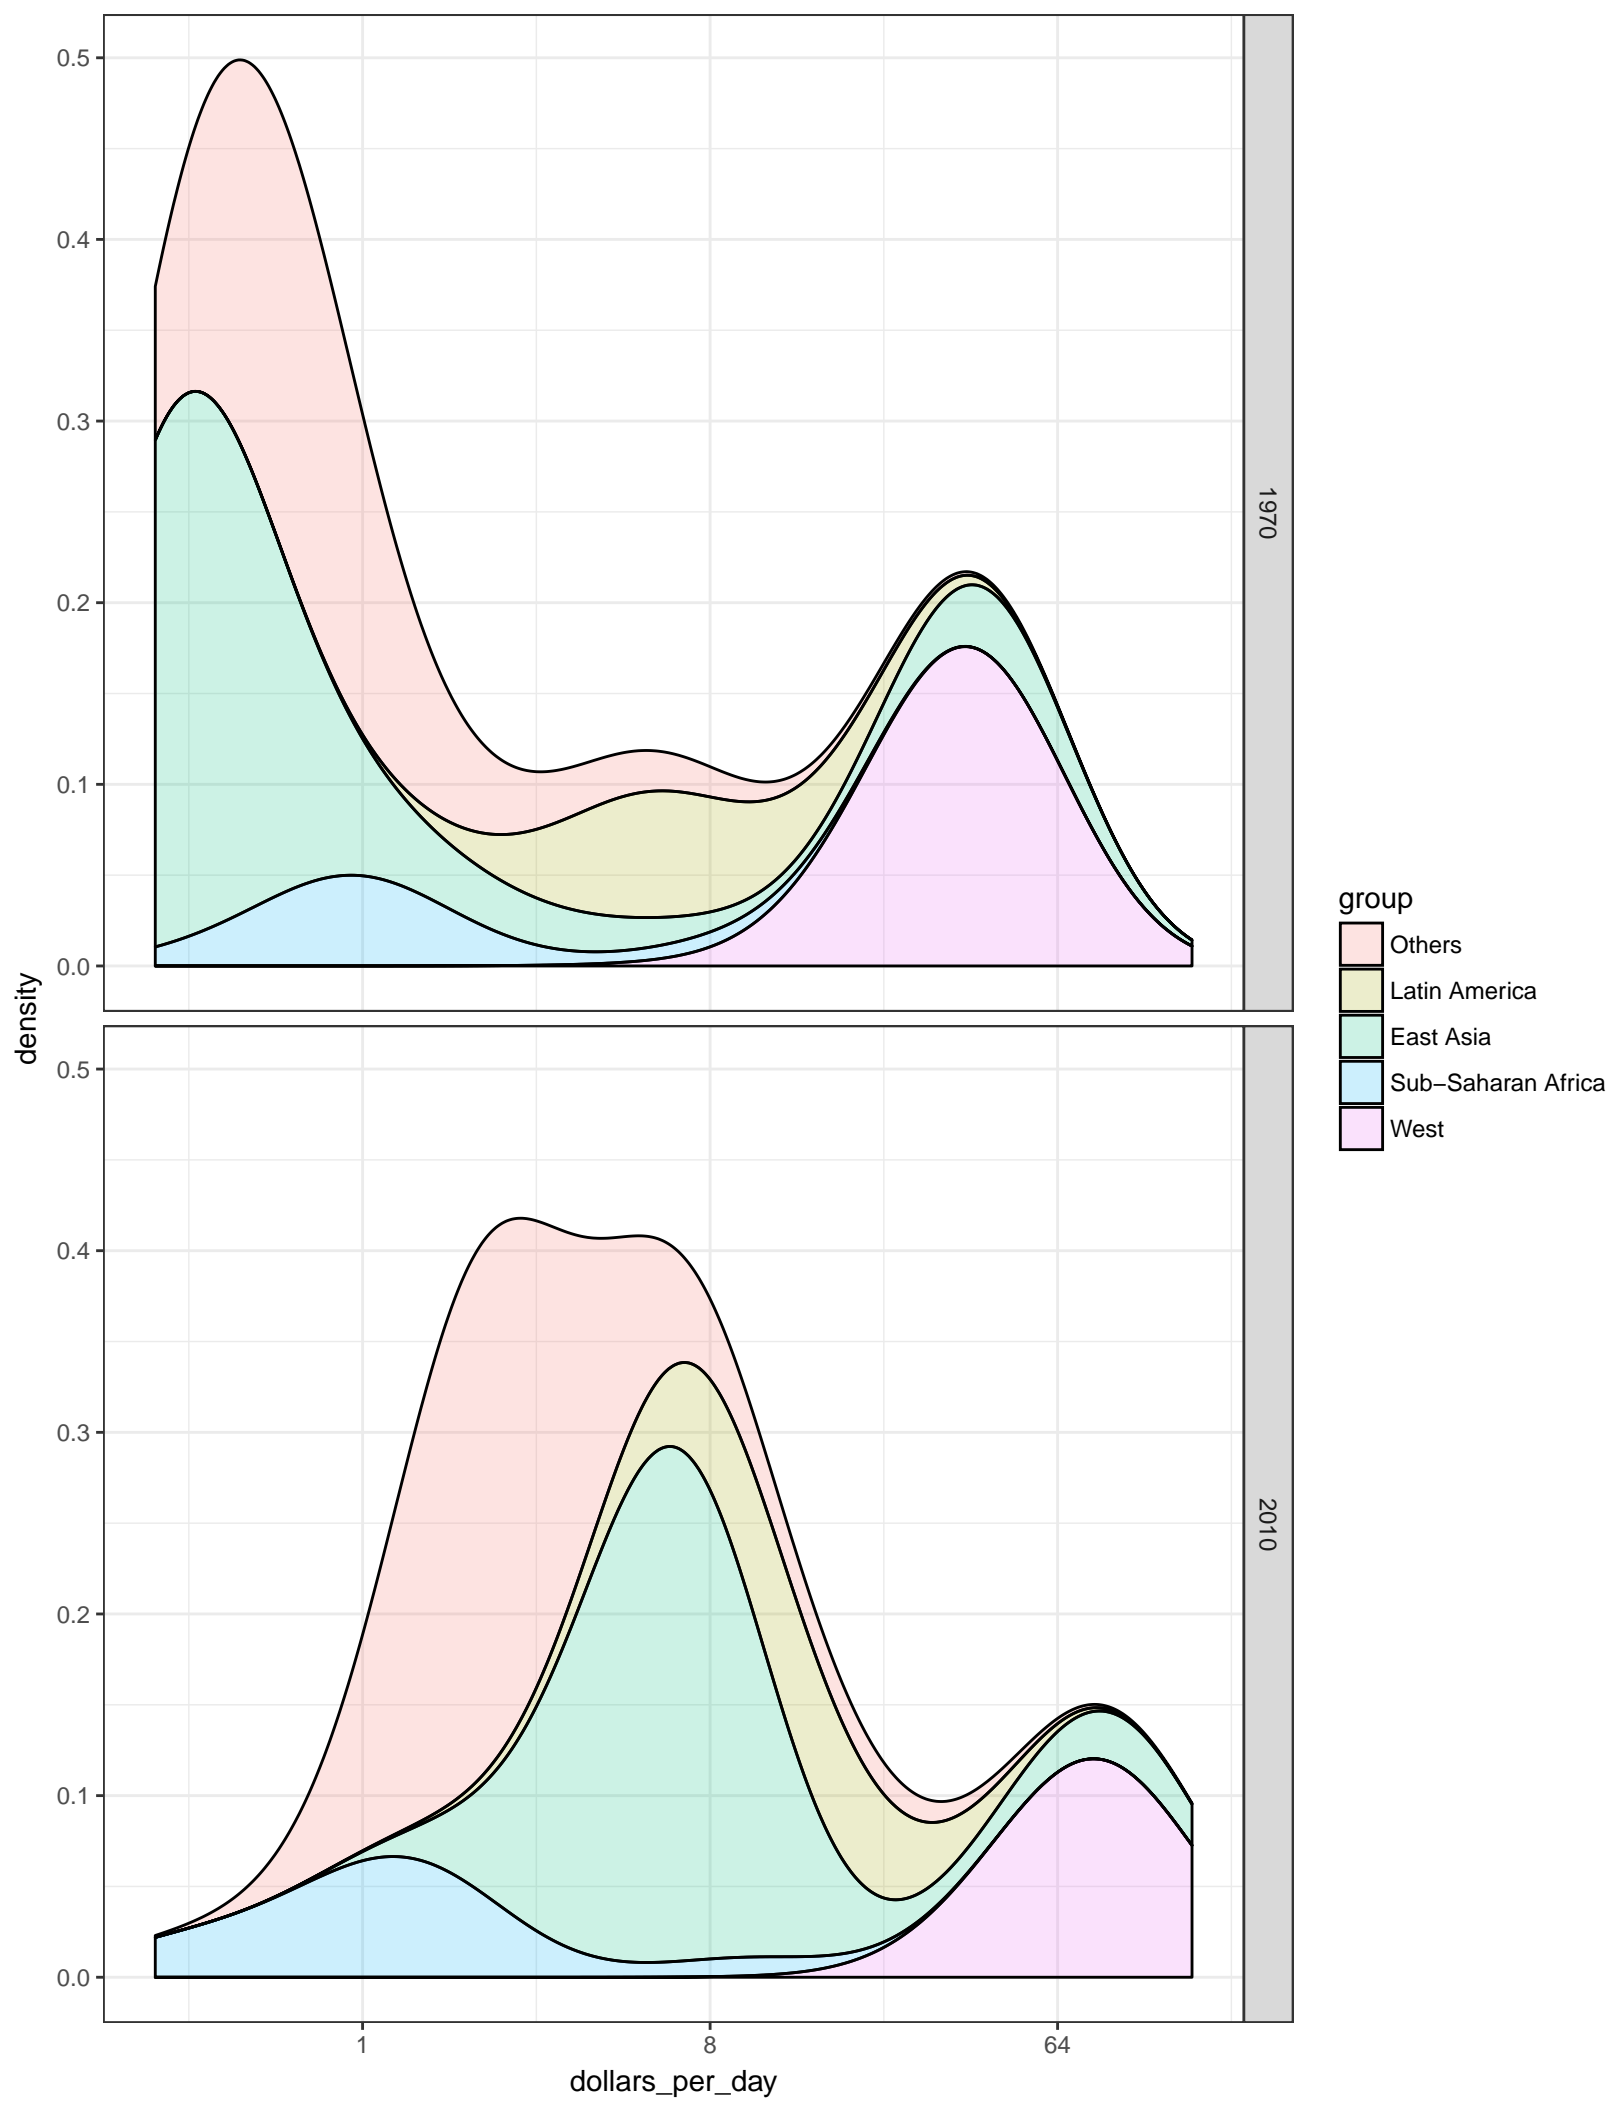 0.5
0.4
0.3
0.2
0.1
0.0
1970
0.5
0.4
0.3
0.2
0.1
0.0
2010
density
1 8 64
dollars_per_day
group
Others
Latin America
East Asia
Sub−Saharan Africa
West